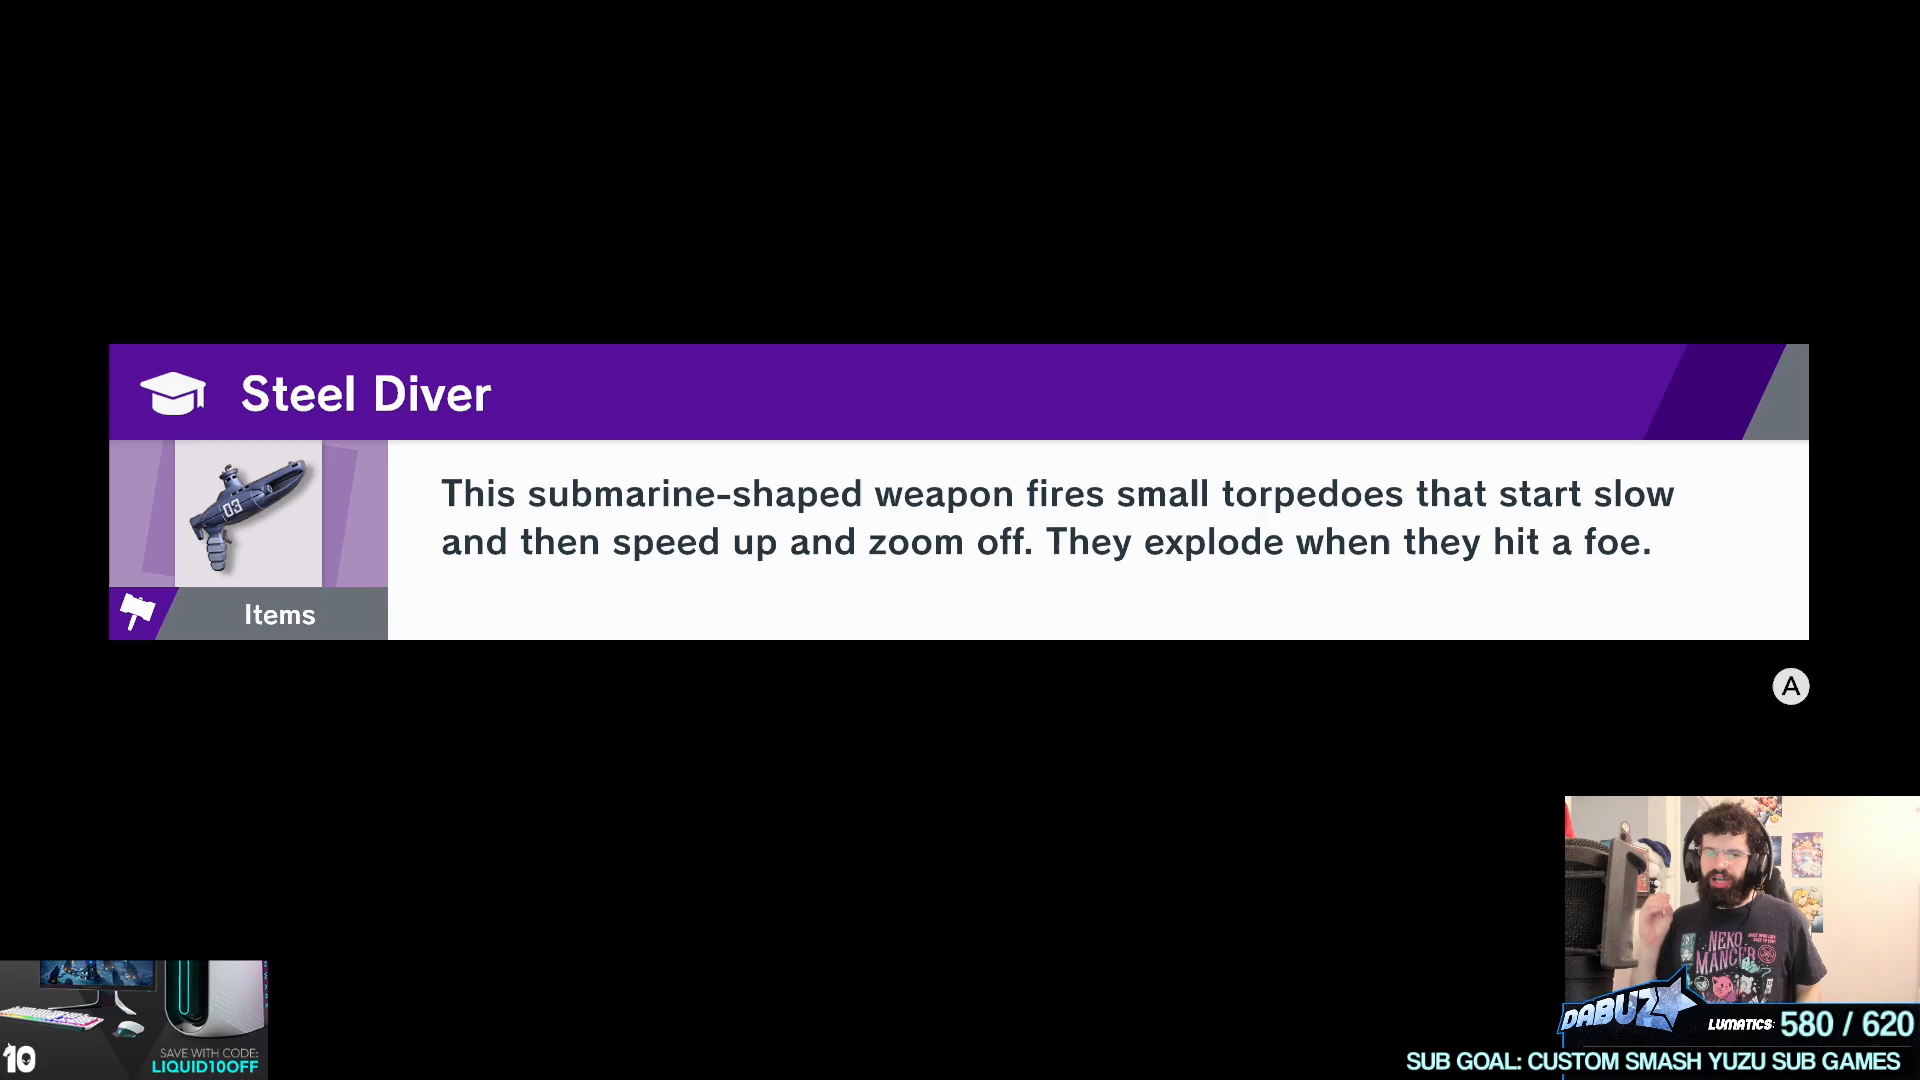 Steel Diver
03
This submarine-shaped weapon fires small torpedoes that start slow
and then speed up and zoom off. They explode when they hit a foe.
Items
A
NEKO
MANCER
DABUZ
LUMATICS: 580 / 620
SUB GOAL: CUSTOM SMASH YUZU SUB GAMES
10
SAVE WITH CODE:
LIQUID10OFF